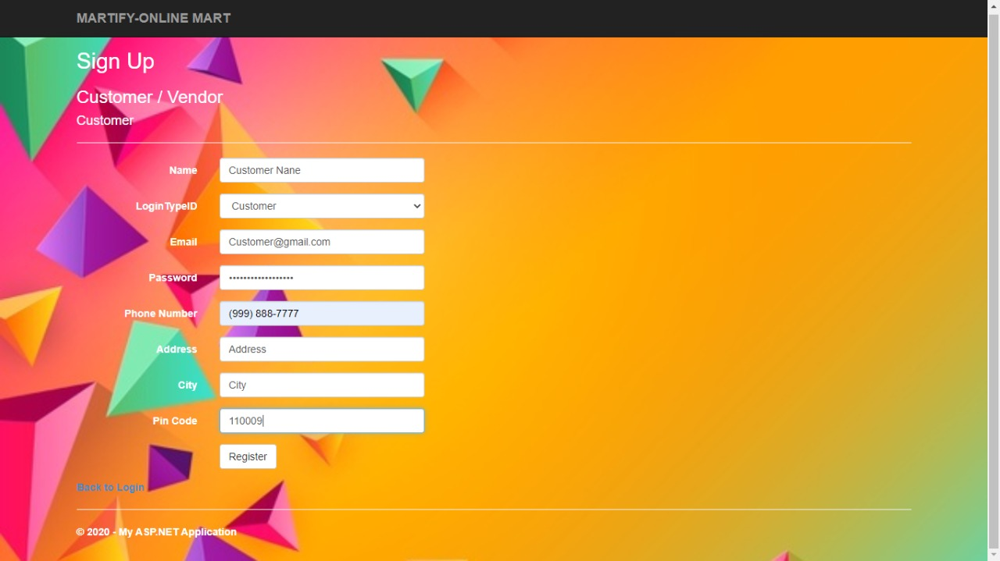 MARTIFY-ONLINE MART
Sign Up
Customer / Vendor
Customer
Name Customer Nane
LoginTypeID Customer
Email Customer@gmail.com
Password ••••••••••••••••••
Phone Number (999) 888-7777
Address Address
City City
Pin Code 110009
Register
Back to Login
© 2020 - My ASP.NET Application